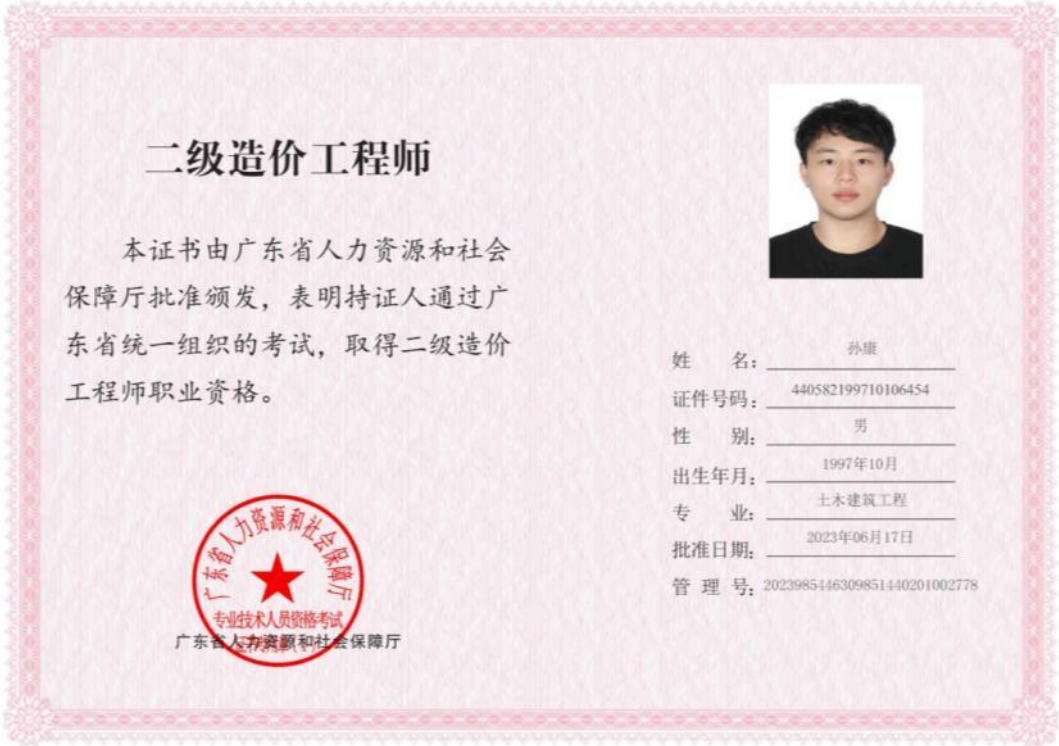 二级造价工程师
本证书由广东省人力资源和社会
保障厅批准颁发，表明持证人通过广
东省统一组织的考试，取得二级造价
工程师职业资格。
广东省人力资源和社会保障厅
专业技术人员资格考试
广东省人力资源和社会保障厅
姓 名：孙康
证件号码：440582199710106454
性 别：男
出生年月：1997年10月
专 业：土木建筑工程
批准日期：2023年06月17日
管 理 号：20239854463098514402​01002778